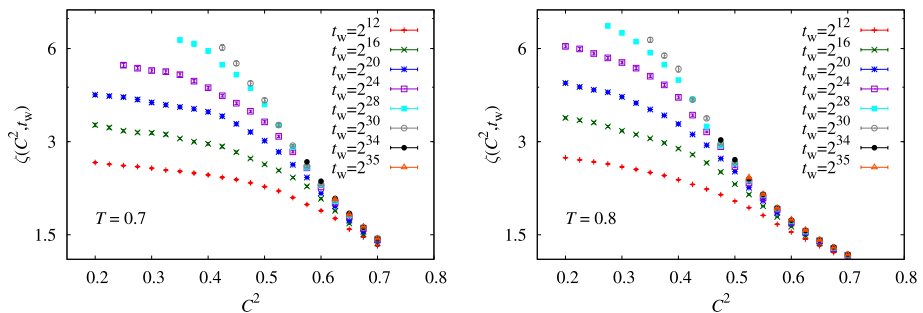 6
3
1.5
ζ(C², t_w)
0.2 0.3 0.4 0.5 0.6 0.7 0.8
C²
T = 0.7
t_w=2^12
t_w=2^16
t_w=2^20
t_w=2^24
t_w=2^28
t_w=2^30
t_w=2^34
t_w=2^35
6
3
1.5
ζ(C², t_w)
0.2 0.3 0.4 0.5 0.6 0.7 0.8
C²
T = 0.8
t_w=2^12
t_w=2^16
t_w=2^20
t_w=2^24
t_w=2^28
t_w=2^30
t_w=2^34
t_w=2^35